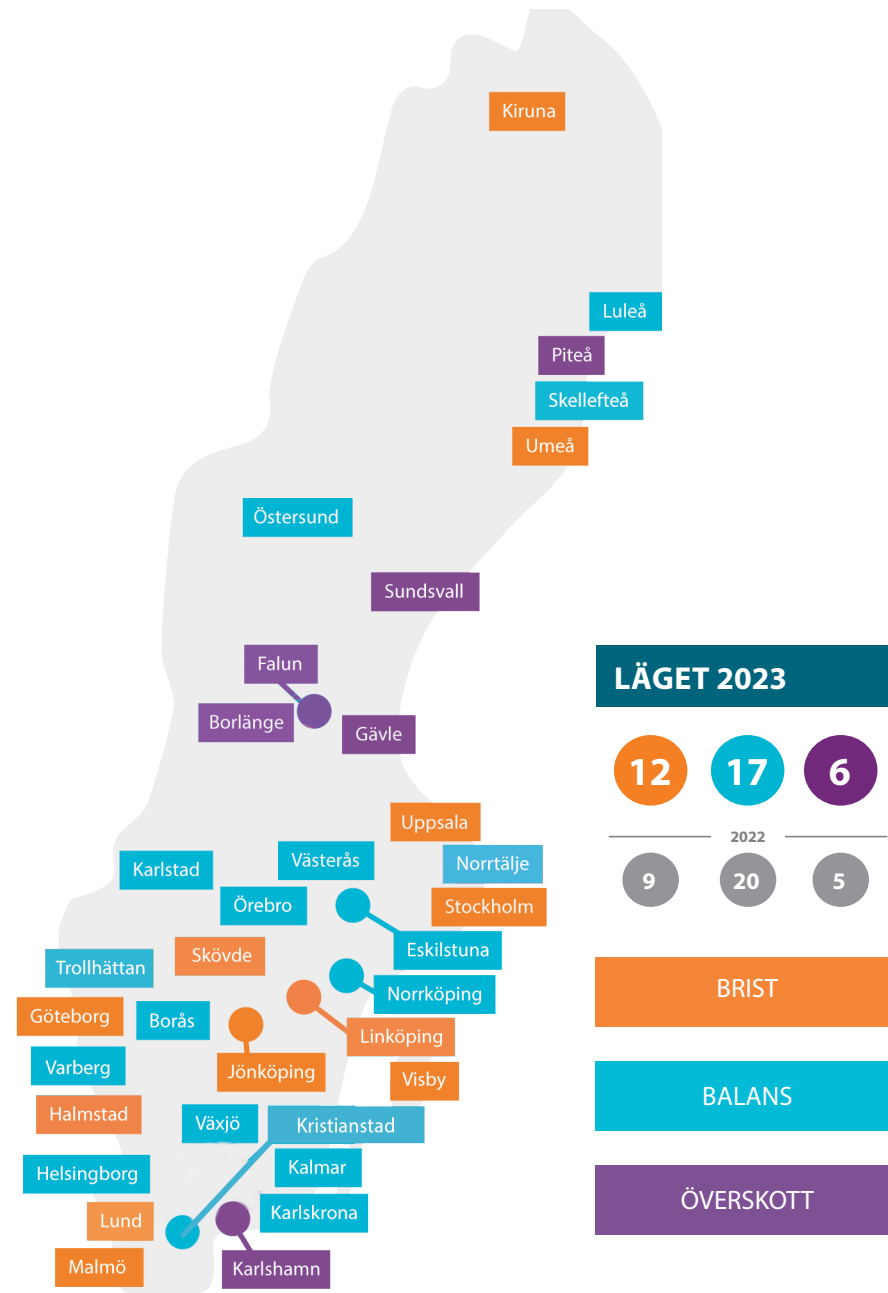 Kiruna
Luleå
Piteå
Skellefteå
Umeå
Östersund
Sundsvall
Falun
Borlänge
Gävle
Uppsala
Västerås
Norrtälje
Karlstad
Örebro
Stockholm
Skövde
Eskilstuna
Trollhättan
Norrköping
Göteborg
Borås
Linköping
Varberg
Jönköping
Visby
Halmstad
Växjö
Kristianstad
Helsingborg
Kalmar
Lund
Karlskrona
Malmö
Karlshamn
LÄGET 2023
12 17 6
2022
9 20 5
BRIST
BALANS
ÖVERSKOTT